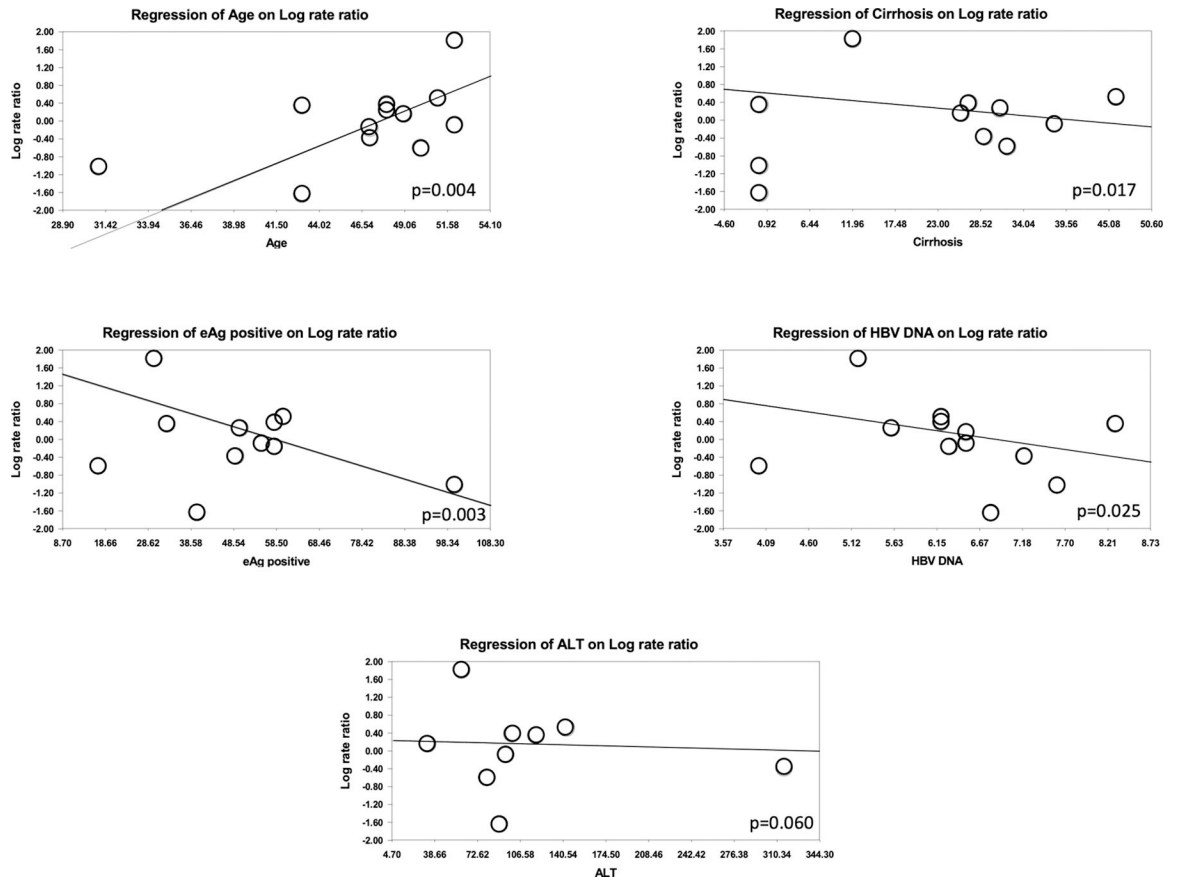 Regression of Age on Log rate ratio
Log rate ratio
2.00
1.60
1.20
0.80
0.40
0.00
-0.40
-0.80
-1.20
-1.60
-2.00
p=0.004
28.90 31.42 33.94 36.46 38.98 41.50 44.02 46.54 49.06 51.58 54.10
Age
Regression of Cirrhosis on Log rate ratio
Log rate ratio
2.00
1.60
1.20
0.80
0.40
0.00
-0.40
-0.80
-1.20
-1.60
-2.00
p=0.017
-4.60 0.92 6.44 11.96 17.48 23.00 28.52 34.04 39.56 45.08 50.60
Cirrhosis
Regression of eAg positive on Log rate ratio
Log rate ratio
2.00
1.60
1.20
0.80
0.40
0.00
-0.40
-0.80
-1.20
-1.60
-2.00
p=0.003
8.70 18.66 28.62 38.58 48.54 58.50 68.46 78.42 88.38 98.34 108.30
eAg positive
Regression of HBV DNA on Log rate ratio
Log rate ratio
2.00
1.60
1.20
0.80
0.40
0.00
-0.40
-0.80
-1.20
-1.60
-2.00
p=0.025
3.57 4.09 4.60 5.12 5.63 6.15 6.67 7.18 7.70 8.21 8.73
HBV DNA
Regression of ALT on Log rate ratio
Log rate ratio
2.00
1.60
1.20
0.80
0.40
0.00
-0.40
-0.80
-1.20
-1.60
-2.00
p=0.060
4.70 38.66 72.62 106.58 140.54 174.50 208.46 242.42 276.38 310.34 344.30
ALT